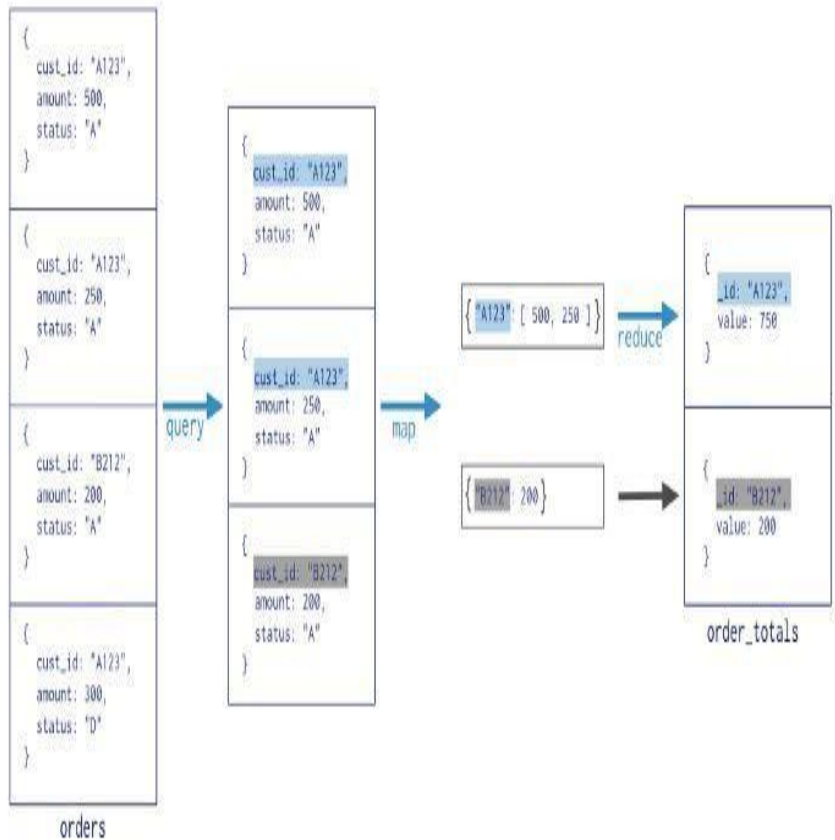 {
cust_id: "A123",
amount: 500,
status: "A"
}
{
cust_id: "A123",
amount: 250,
status: "A"
}
{
cust_id: "B212",
amount: 200,
status: "A"
}
{
cust_id: "A123",
amount: 300,
status: "D"
}
orders
query
{
cust_id: "A123",
amount: 500,
status: "A"
}
{
cust_id: "A123",
amount: 250,
status: "A"
}
{
cust_id: "B212",
amount: 200,
status: "A"
}
map
{ "A123": [ 500, 250 ] }
{ "B212": 200 }
reduce
{
_id: "A123",
value: 750
}
{
_id: "B212",
value: 200
}
order_totals